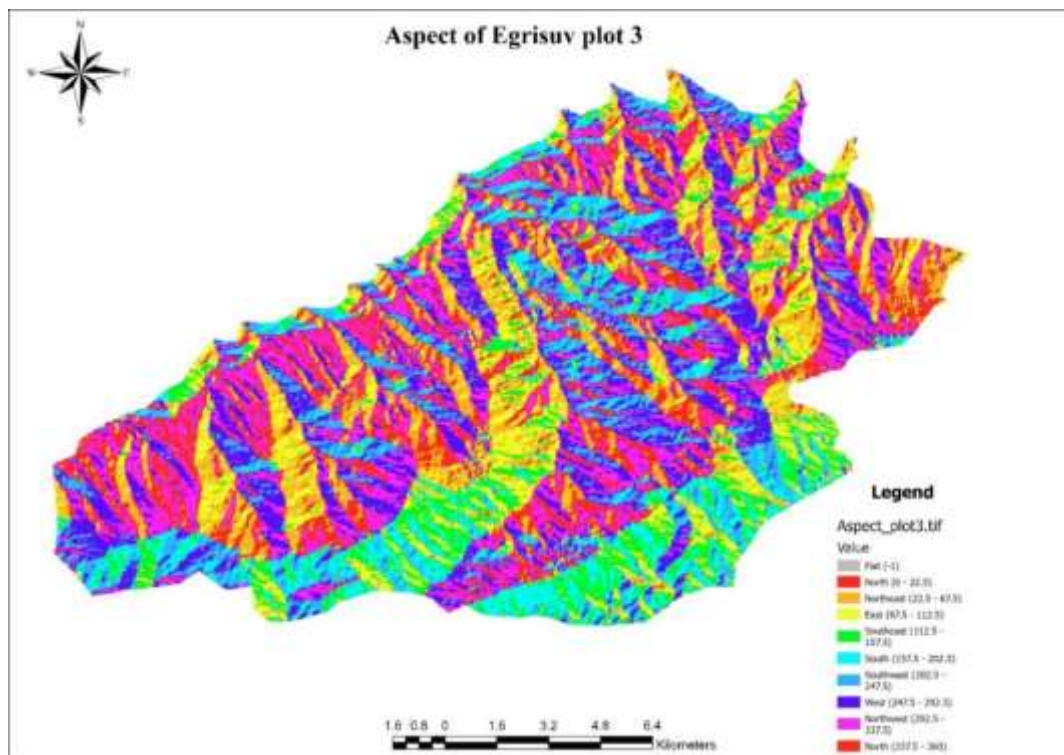 Aspect of Egrisuv plot 3
N
W
E
S
Legend
Aspect_plot3.tif
Value
Flat (-1)
North (0 - 22.5)
Northeast (22.5 - 67.5)
East (67.5 - 112.5)
Southeast (112.5 -
157.5)
South (157.5 - 202.5)
Southwest (202.5 -
247.5)
West (247.5 - 292.5)
Northwest (292.5 -
337.5)
North (337.5 - 360)
1.6 0.8 0 1.6 3.2 4.8 6.4
Kilometers